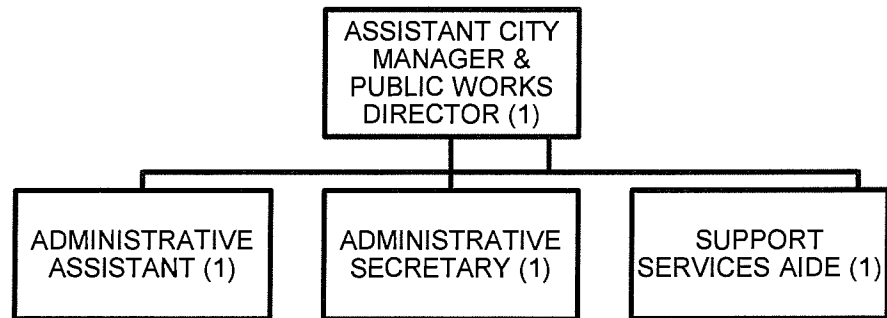 ASSISTANT CITY
MANAGER &
PUBLIC WORKS
DIRECTOR (1)
ADMINISTRATIVE
ASSISTANT (1)
ADMINISTRATIVE
SECRETARY (1)
SUPPORT
SERVICES AIDE (1)